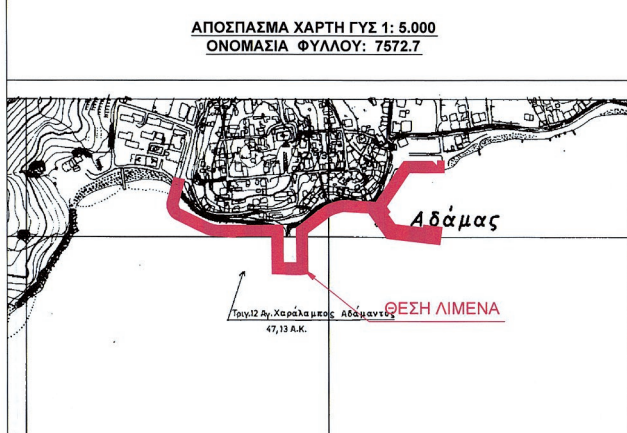 ΑΠΟΣΠΑΣΜΑ ΧΑΡΤΗ ΓΥΣ 1: 5.000
ΟΝΟΜΑΣΙΑ ΦΥΛΛΟΥ: 7572.7
Αδάμας
ΘΕΣΗ ΛΙΜΕΝΑ
Τριγ.12 Αγ. Χαράλαμπος Αδάμαντος
47,13 Α.Κ.